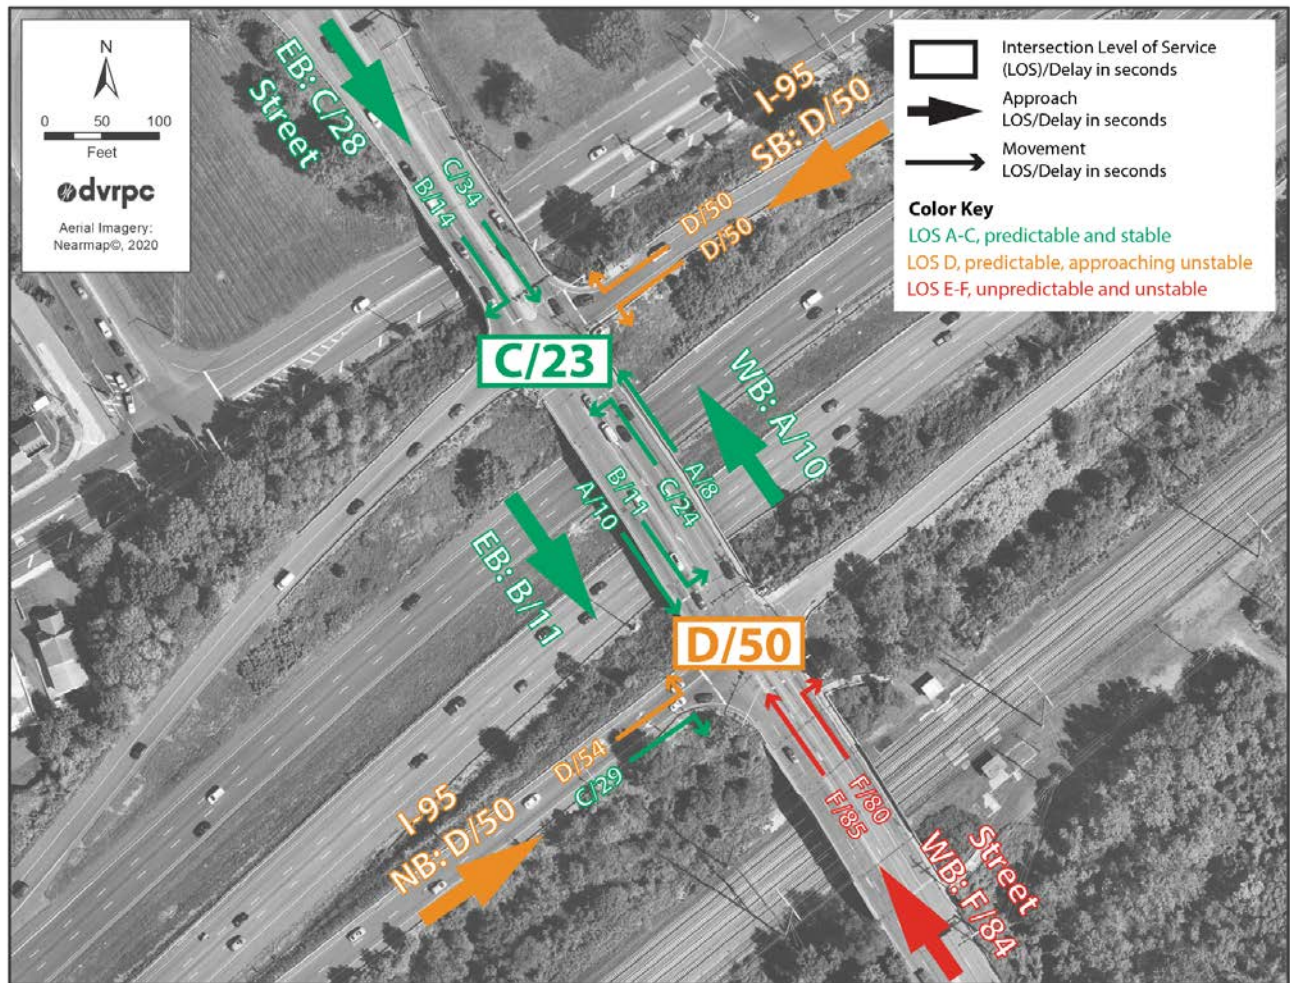 N
0 50 100
Feet
dvrpc
Aerial Imagery:
Nearmap©, 2020
EB: C/28
Street
C/34
B/14
I-95
SB: D/50
D/50
D/50
Intersection Level of Service
(LOS)/Delay in seconds
Approach
LOS/Delay in seconds
Movement
LOS/Delay in seconds
Color Key
LOS A-C, predictable and stable
LOS D, predictable, approaching unstable
LOS E-F, unpredictable and unstable
C/23
WB: A/10
A/8
C/24
B/11
A/10
EB: B/11
D/50
D/54
C/29
I-95
NB: D/50
F/80
F/85
Street
WB: F/84